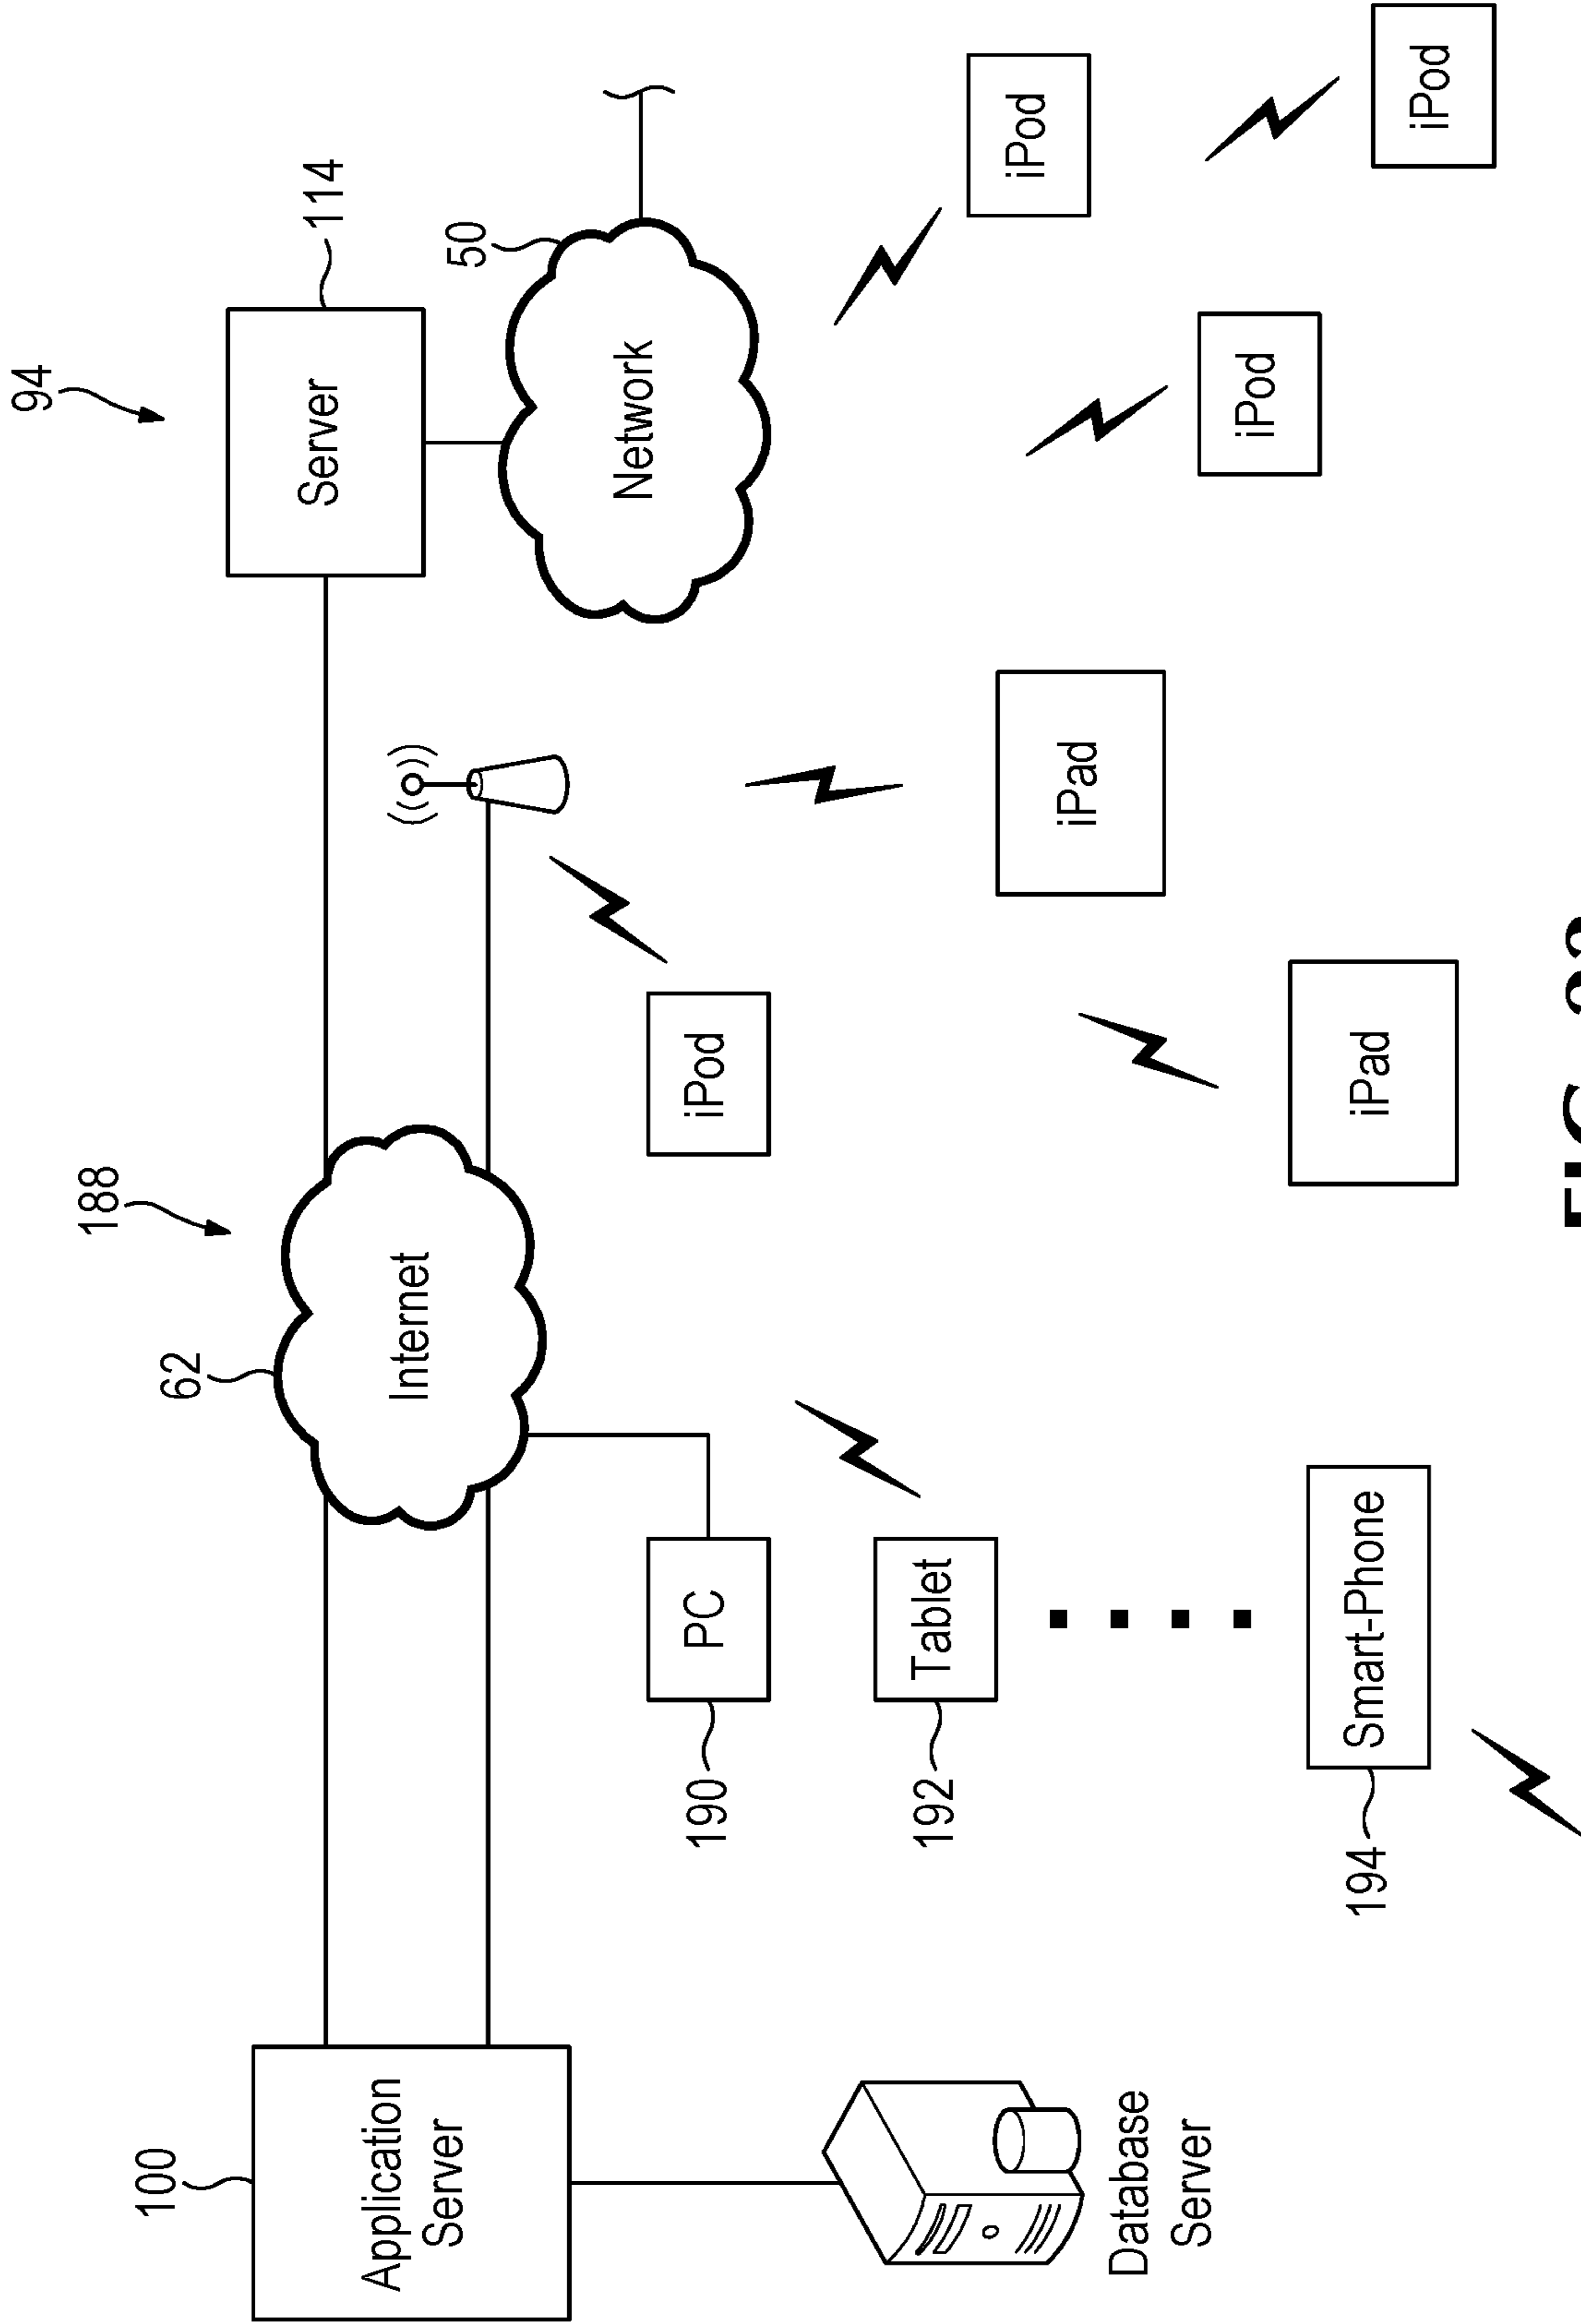 94
188
100
62
Server
114
Application
Server
Internet
50
Network
190
PC
iPod
192
Tablet
iPod
iPad
Database
Server
iPod
194
Smart-Phone
iPad
iPod